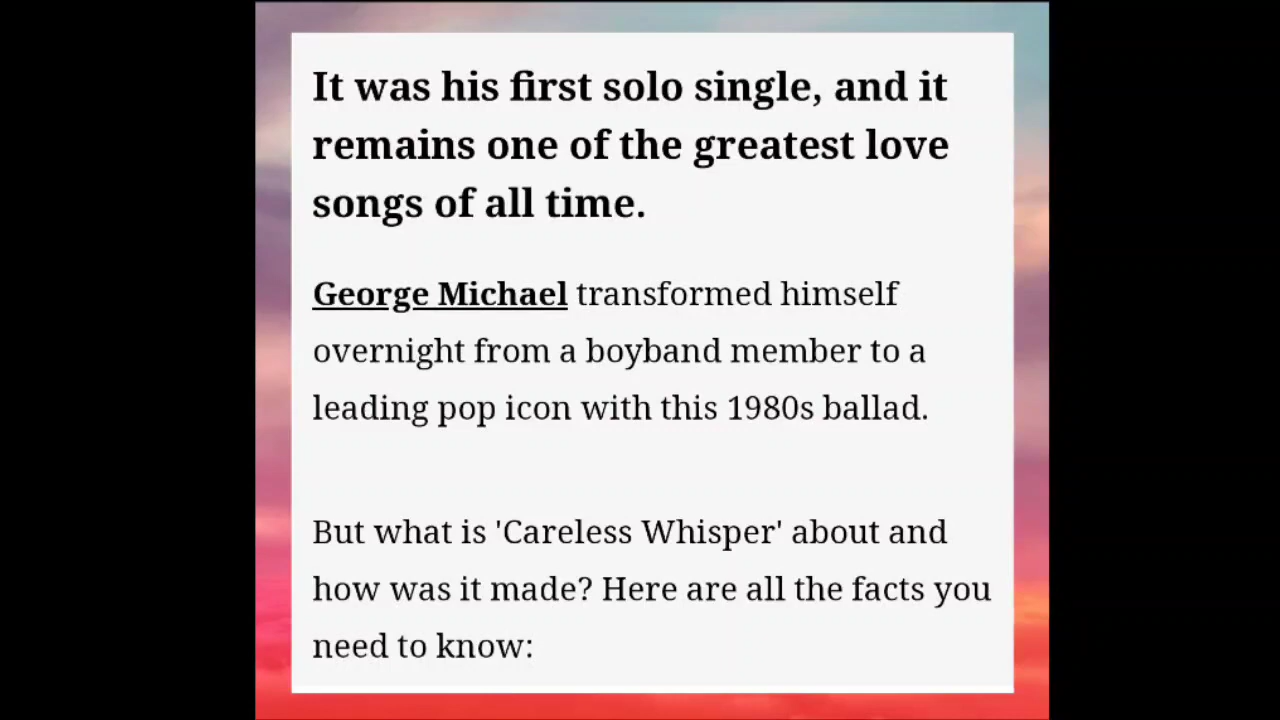 It was his first solo single, and it
remains one of the greatest love
songs of all time.
George Michael transformed himself
overnight from a boyband member to a
leading pop icon with this 1980s ballad.
But what is 'Careless Whisper' about and
how was it made? Here are all the facts you
need to know: